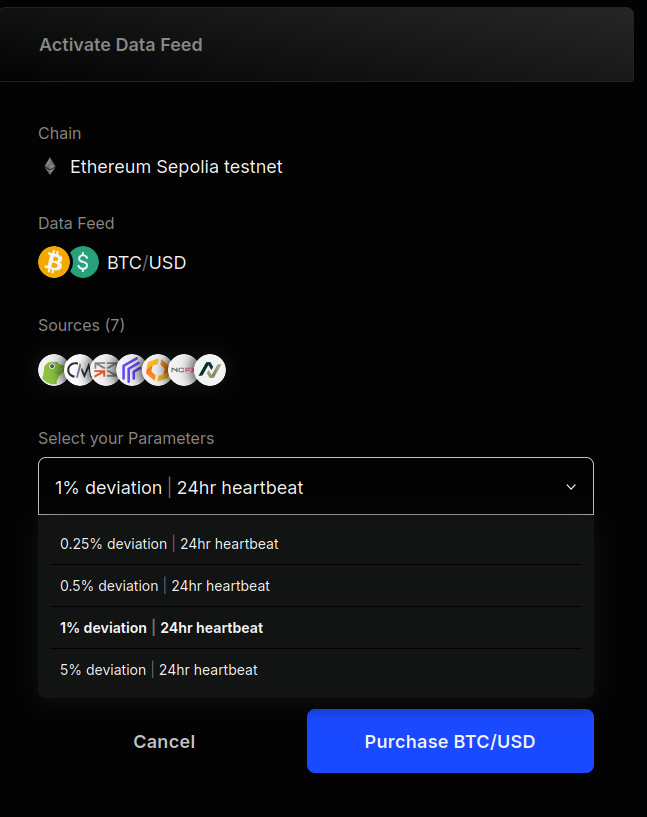 Activate Data Feed
Chain
Ethereum Sepolia testnet
Data Feed
BTC/USD
Sources (7)
Select your Parameters
1% deviation | 24hr heartbeat
0.25% deviation | 24hr heartbeat
0.5% deviation | 24hr heartbeat
1% deviation | 24hr heartbeat
5% deviation | 24hr heartbeat
Cancel
Purchase BTC/USD